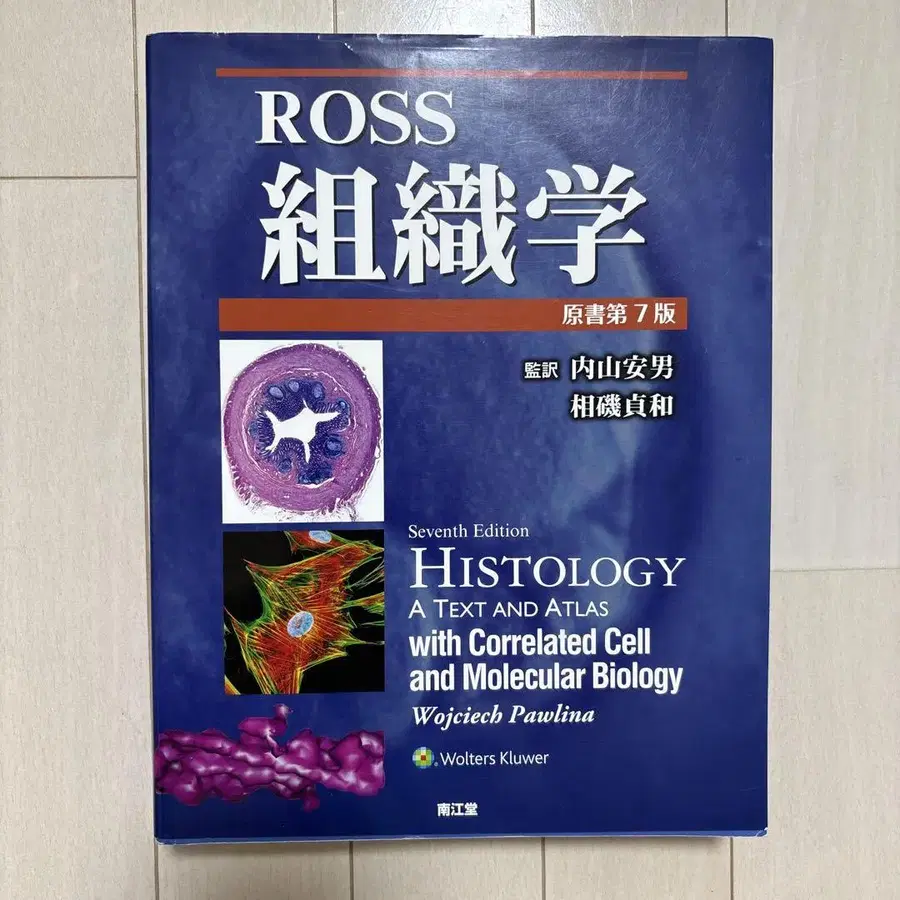 ROSS
組織学
原書第7版
監訳 内山安男
相磯貞和
Seventh Edition
HISTOLOGY
A TEXT AND ATLAS
with Correlated Cell
and Molecular Biology
Wojciech Pawlina
Wolters Kluwer
南江堂